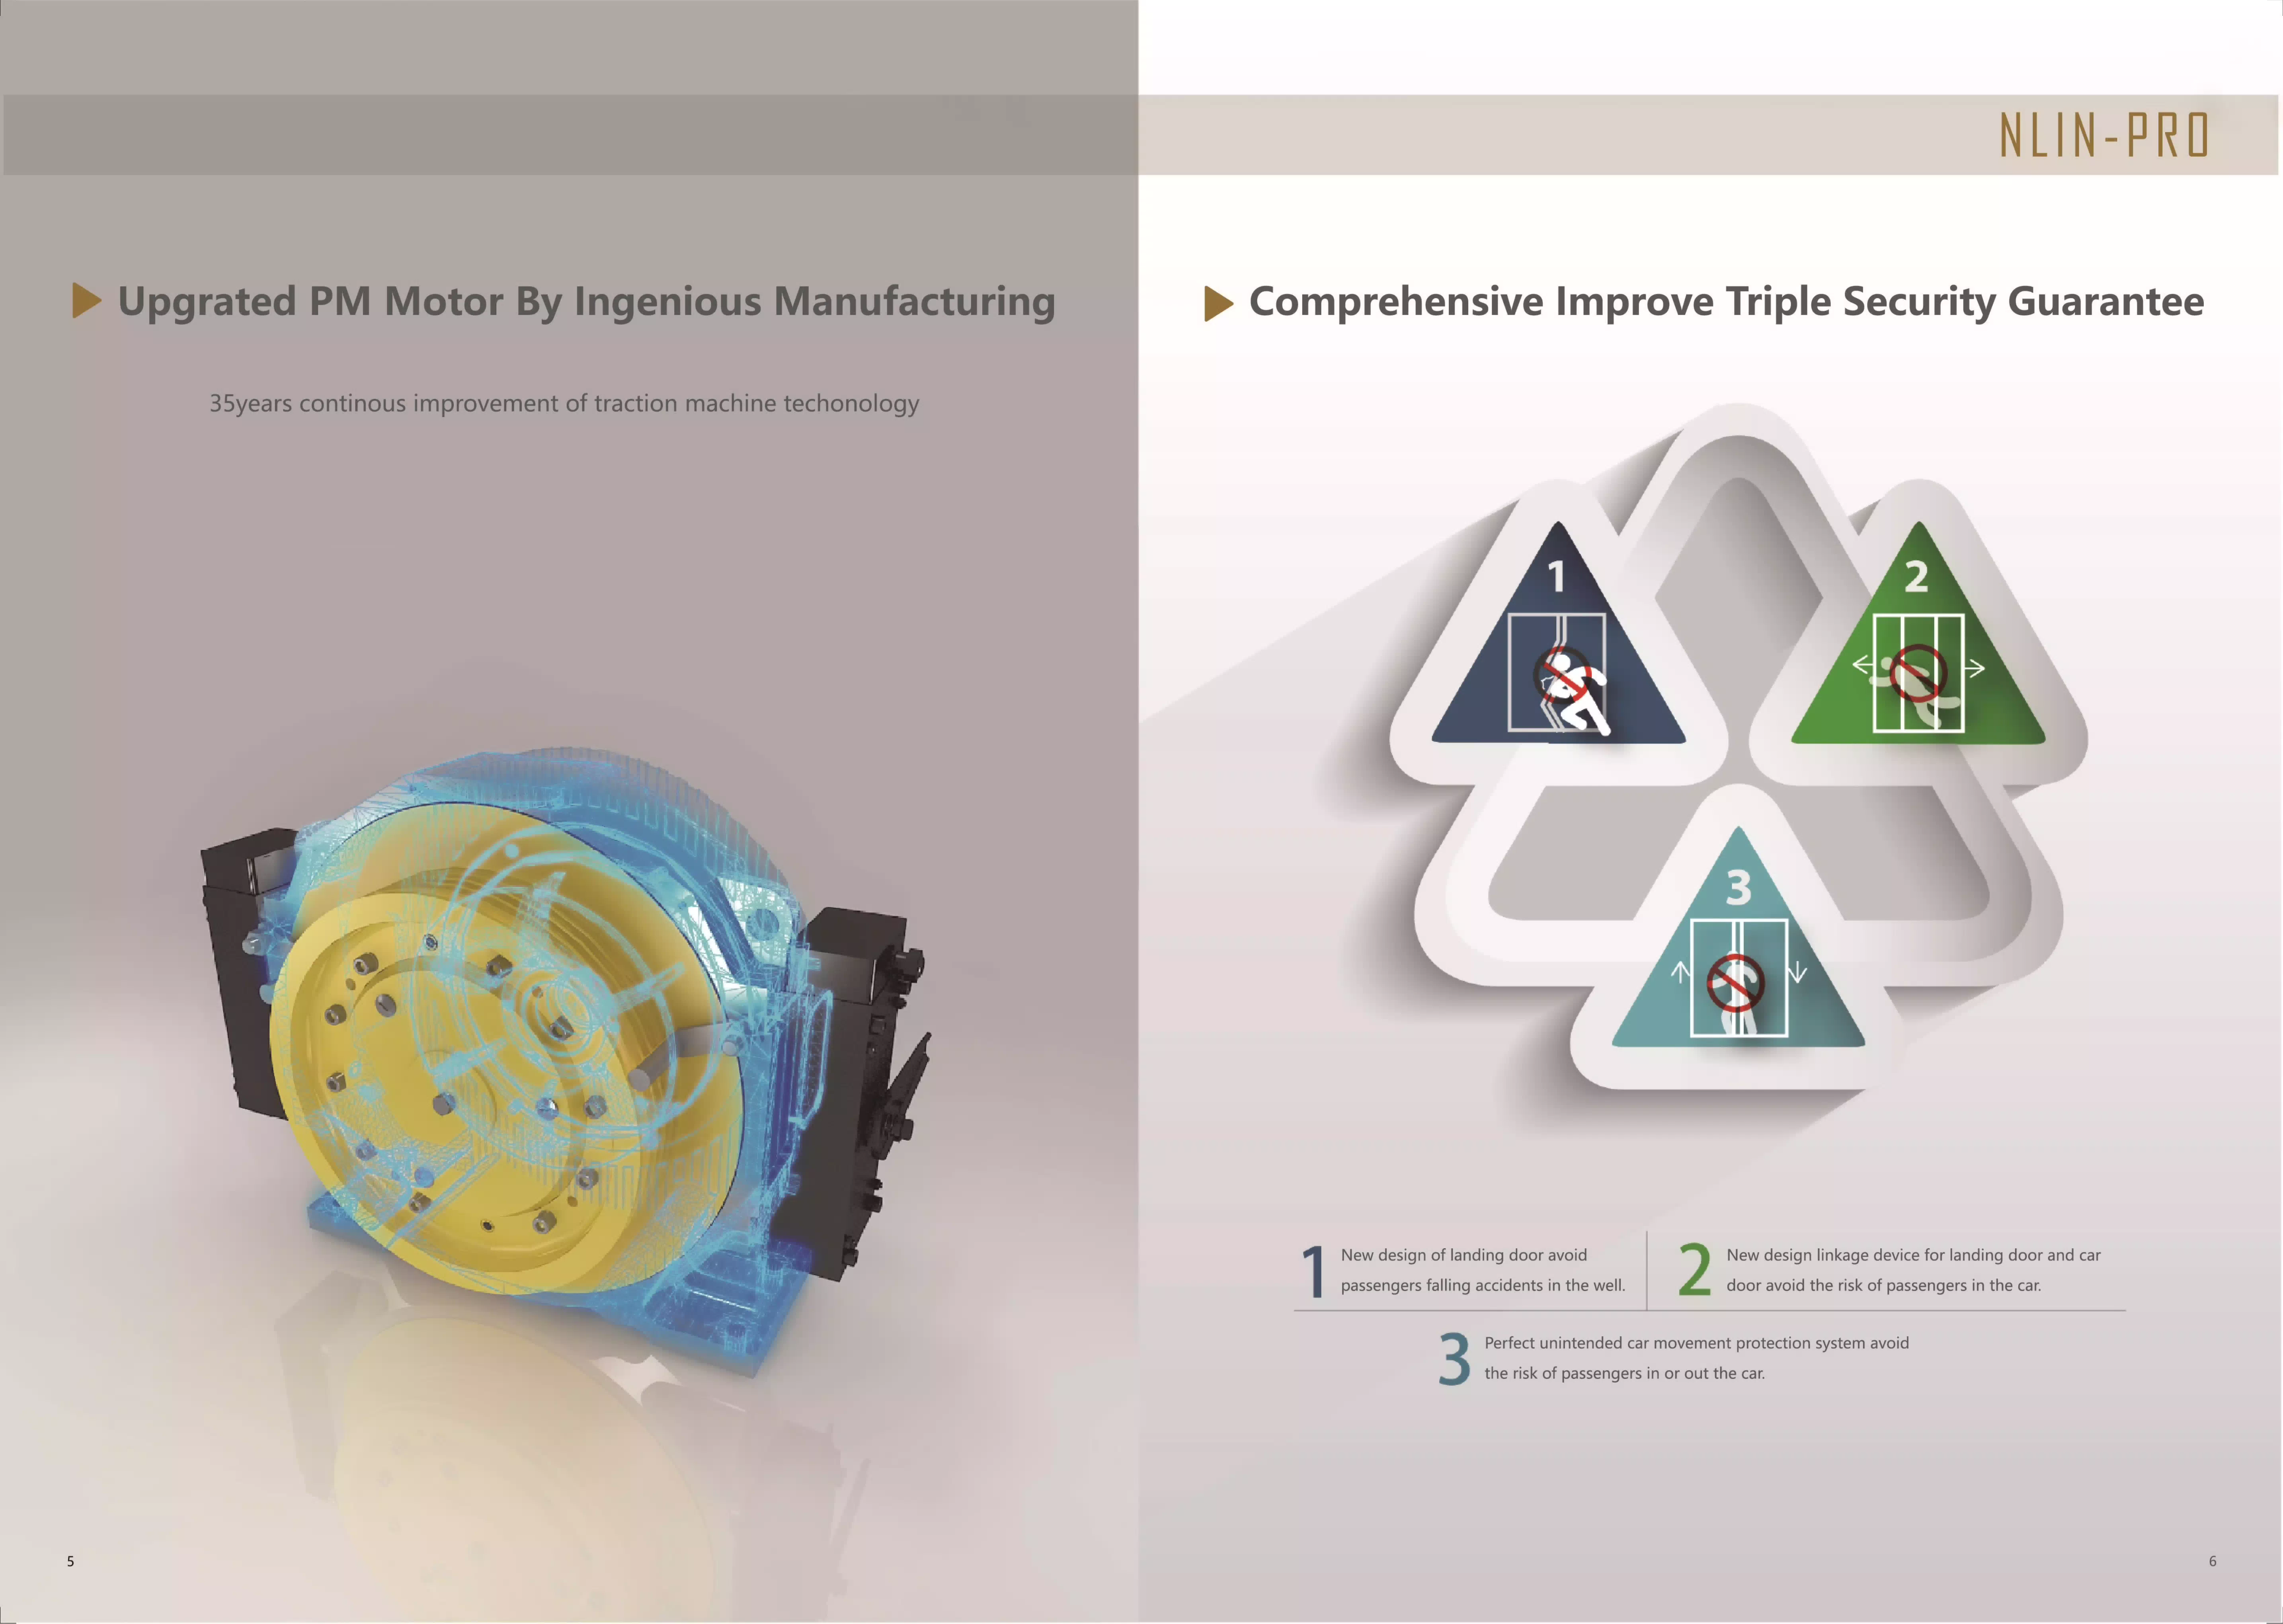 NLIN-PRO
Upgrated PM Motor By Ingenious Manufacturing
35years continous improvement of traction machine techonology
5
Comprehensive Improve Triple Security Guarantee
1
2
3
1 New design of landing door avoid
passengers falling accidents in the well.
2 New design linkage device for landing door and car
door avoid the risk of passengers in the car.
3 Perfect unintended car movement protection system avoid
the risk of passengers in or out the car.
6